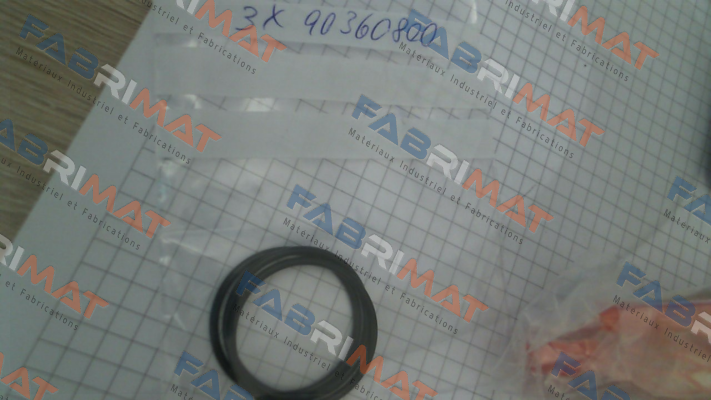 3x 90360800
FABRIMAT
Materiaux Industriel et Fabrications